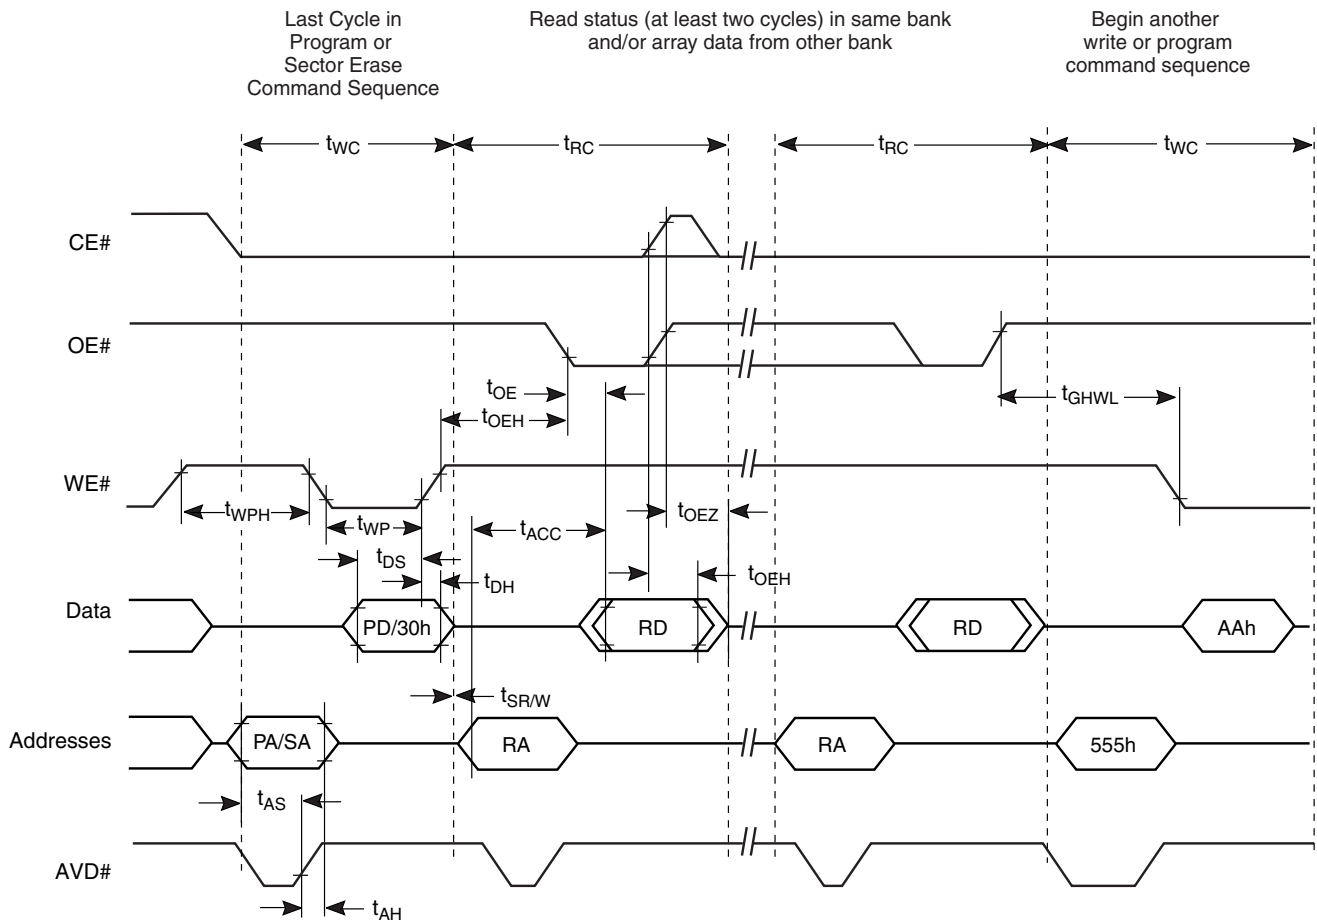 Last Cycle in
Program or
Sector Erase
Command Sequence
Read status (at least two cycles) in same bank
and/or array data from other bank
Begin another
write or program
command sequence
tWC
tRC
tRC
tWC
CE#
OE#
tOE
tOEH
tGHWL
WE#
tWPH
tWP
tACC
tOEZ
tDS
tDH
tOEH
Data
PD/30h
RD
RD
AAh
tSR/W
Addresses
PA/SA
RA
RA
555h
tAS
AVD#
tAH